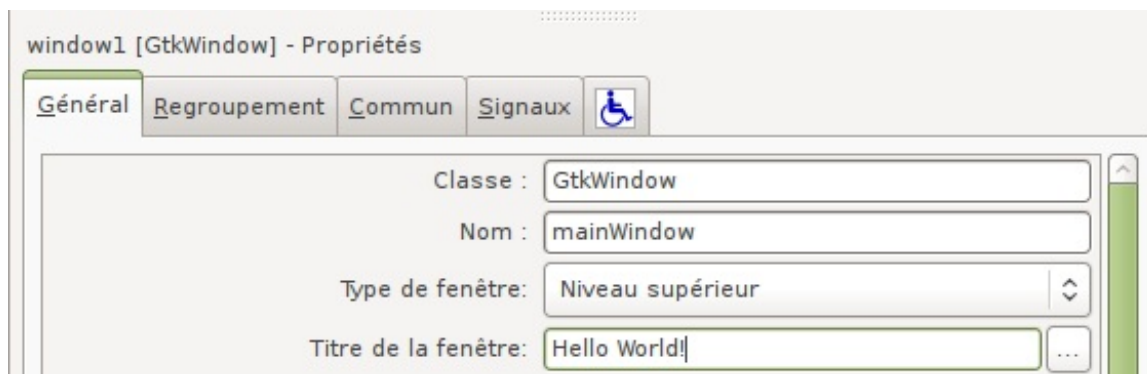 window1 [GtkWindow] - Propriétés
Général Regroupement Commun Signaux
Classe : GtkWindow
Nom : mainWindow
Type de fenêtre: Niveau supérieur
Titre de la fenêtre: Hello World! ...